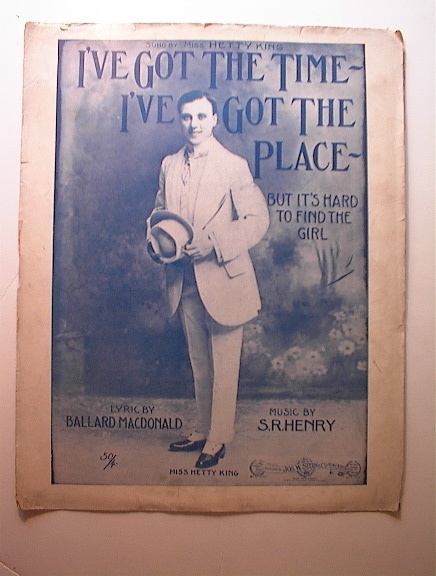 SUNG BY MISS HETTY KING
I'VE GOT THE TIME~
I'VE GOT THE
PLACE~
BUT IT'S HARD
TO FIND THE
GIRL
LYRIC BY
BALLARD MACDONALD
MUSIC BY
S.R. HENRY
MISS HETTY KING